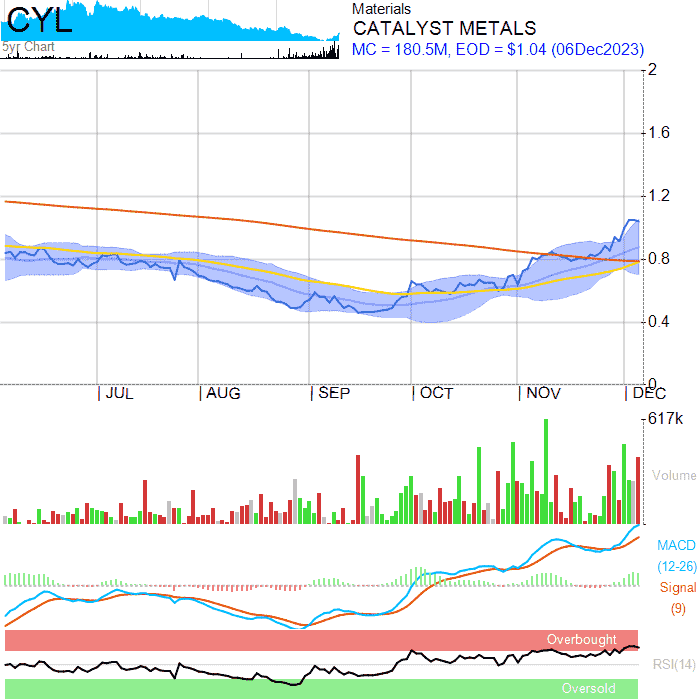 CYL
5yr Chart
Materials
CATALYST METALS
MC = 180.5M, EOD = $1.04 (06Dec2023)
2
1.6
1.2
0.8
0.4
0
JUL AUG SEP OCT NOV DEC
617k
Volume
MACD
(12-26)
Signal
(9)
Overbought
RSI(14)
Oversold